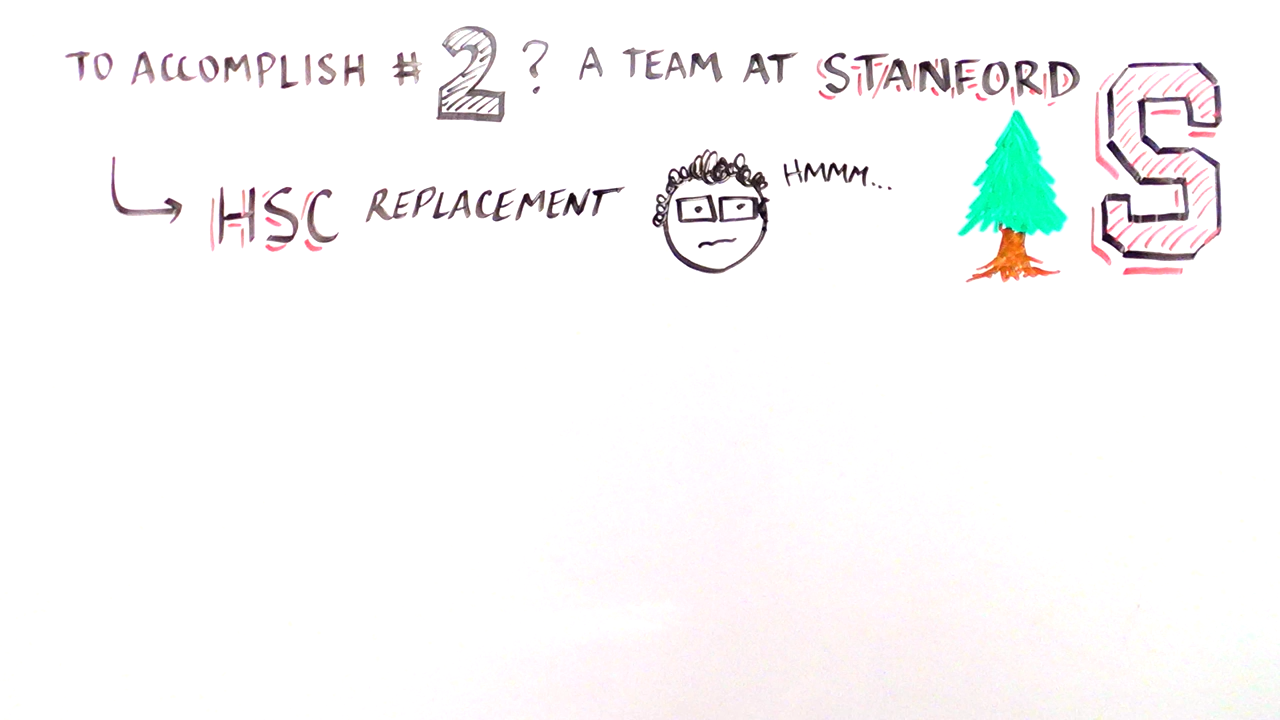 TO ACCOMPLISH #2? A TEAM AT STANFORD S
HSC REPLACEMENT HMMM...